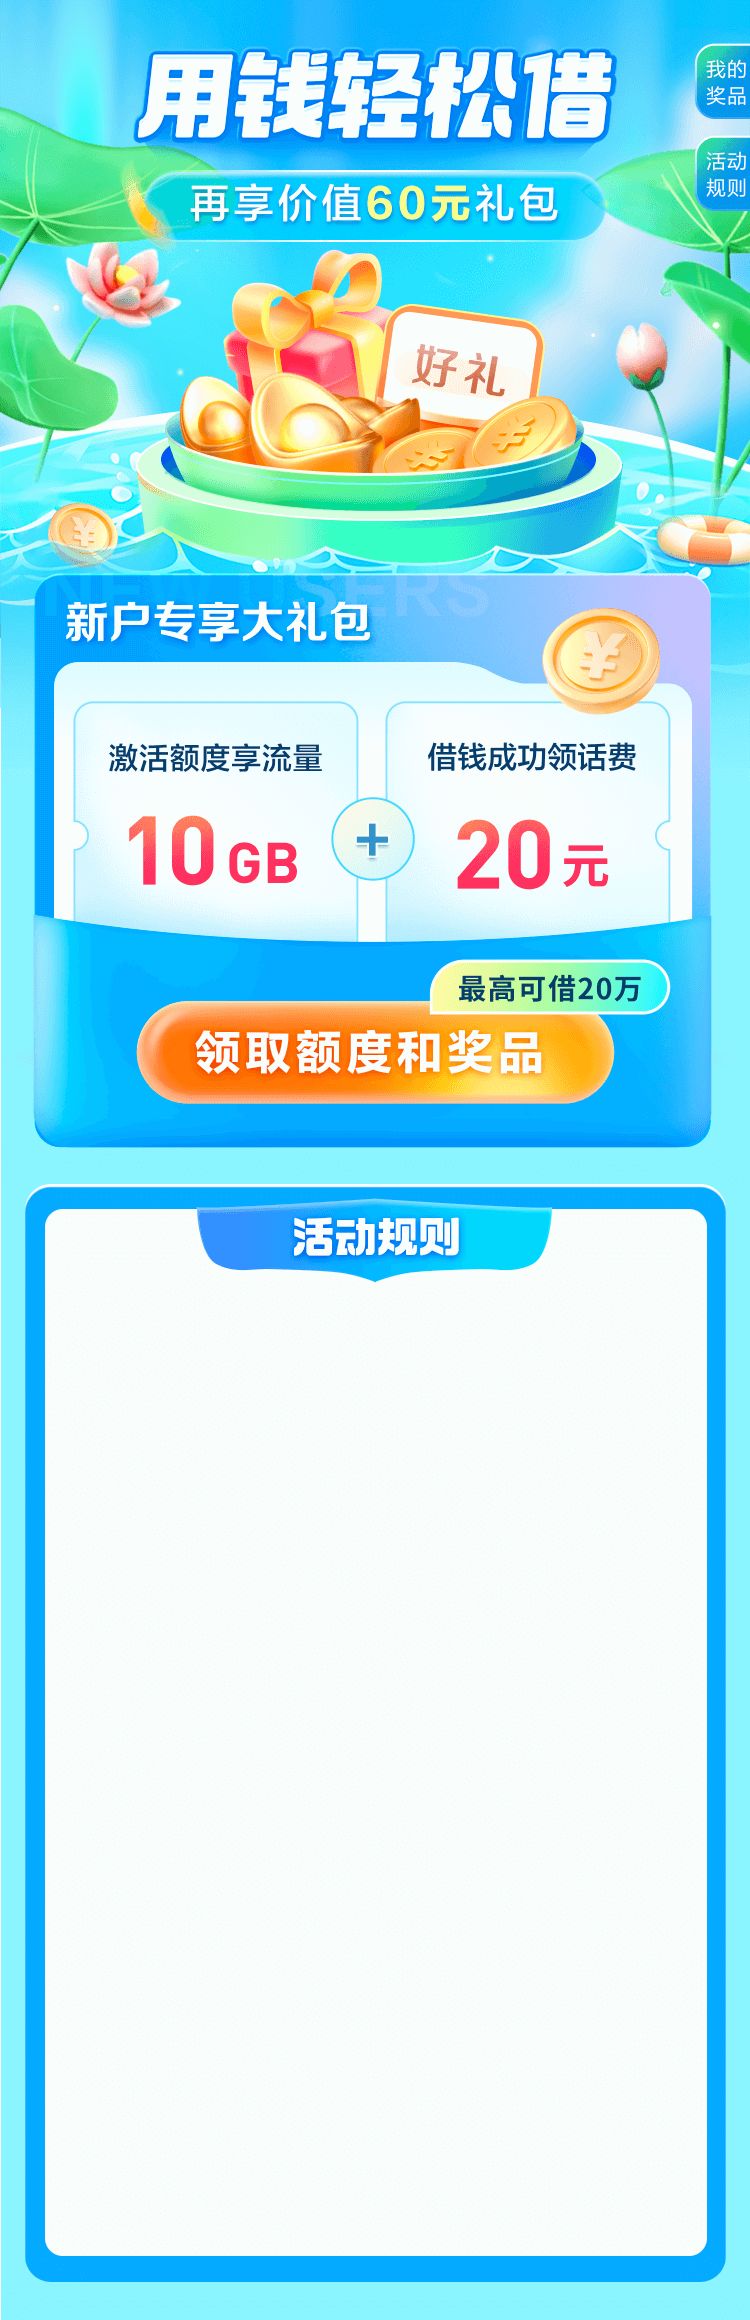 用钱轻松借
我的
奖品
活动
规则
再享价值60元礼包
好礼
NEW USERS
新户专享大礼包
激活额度享流量
借钱成功领话费
10GB
+
20元
最高可借20万
领取额度和奖品
活动规则